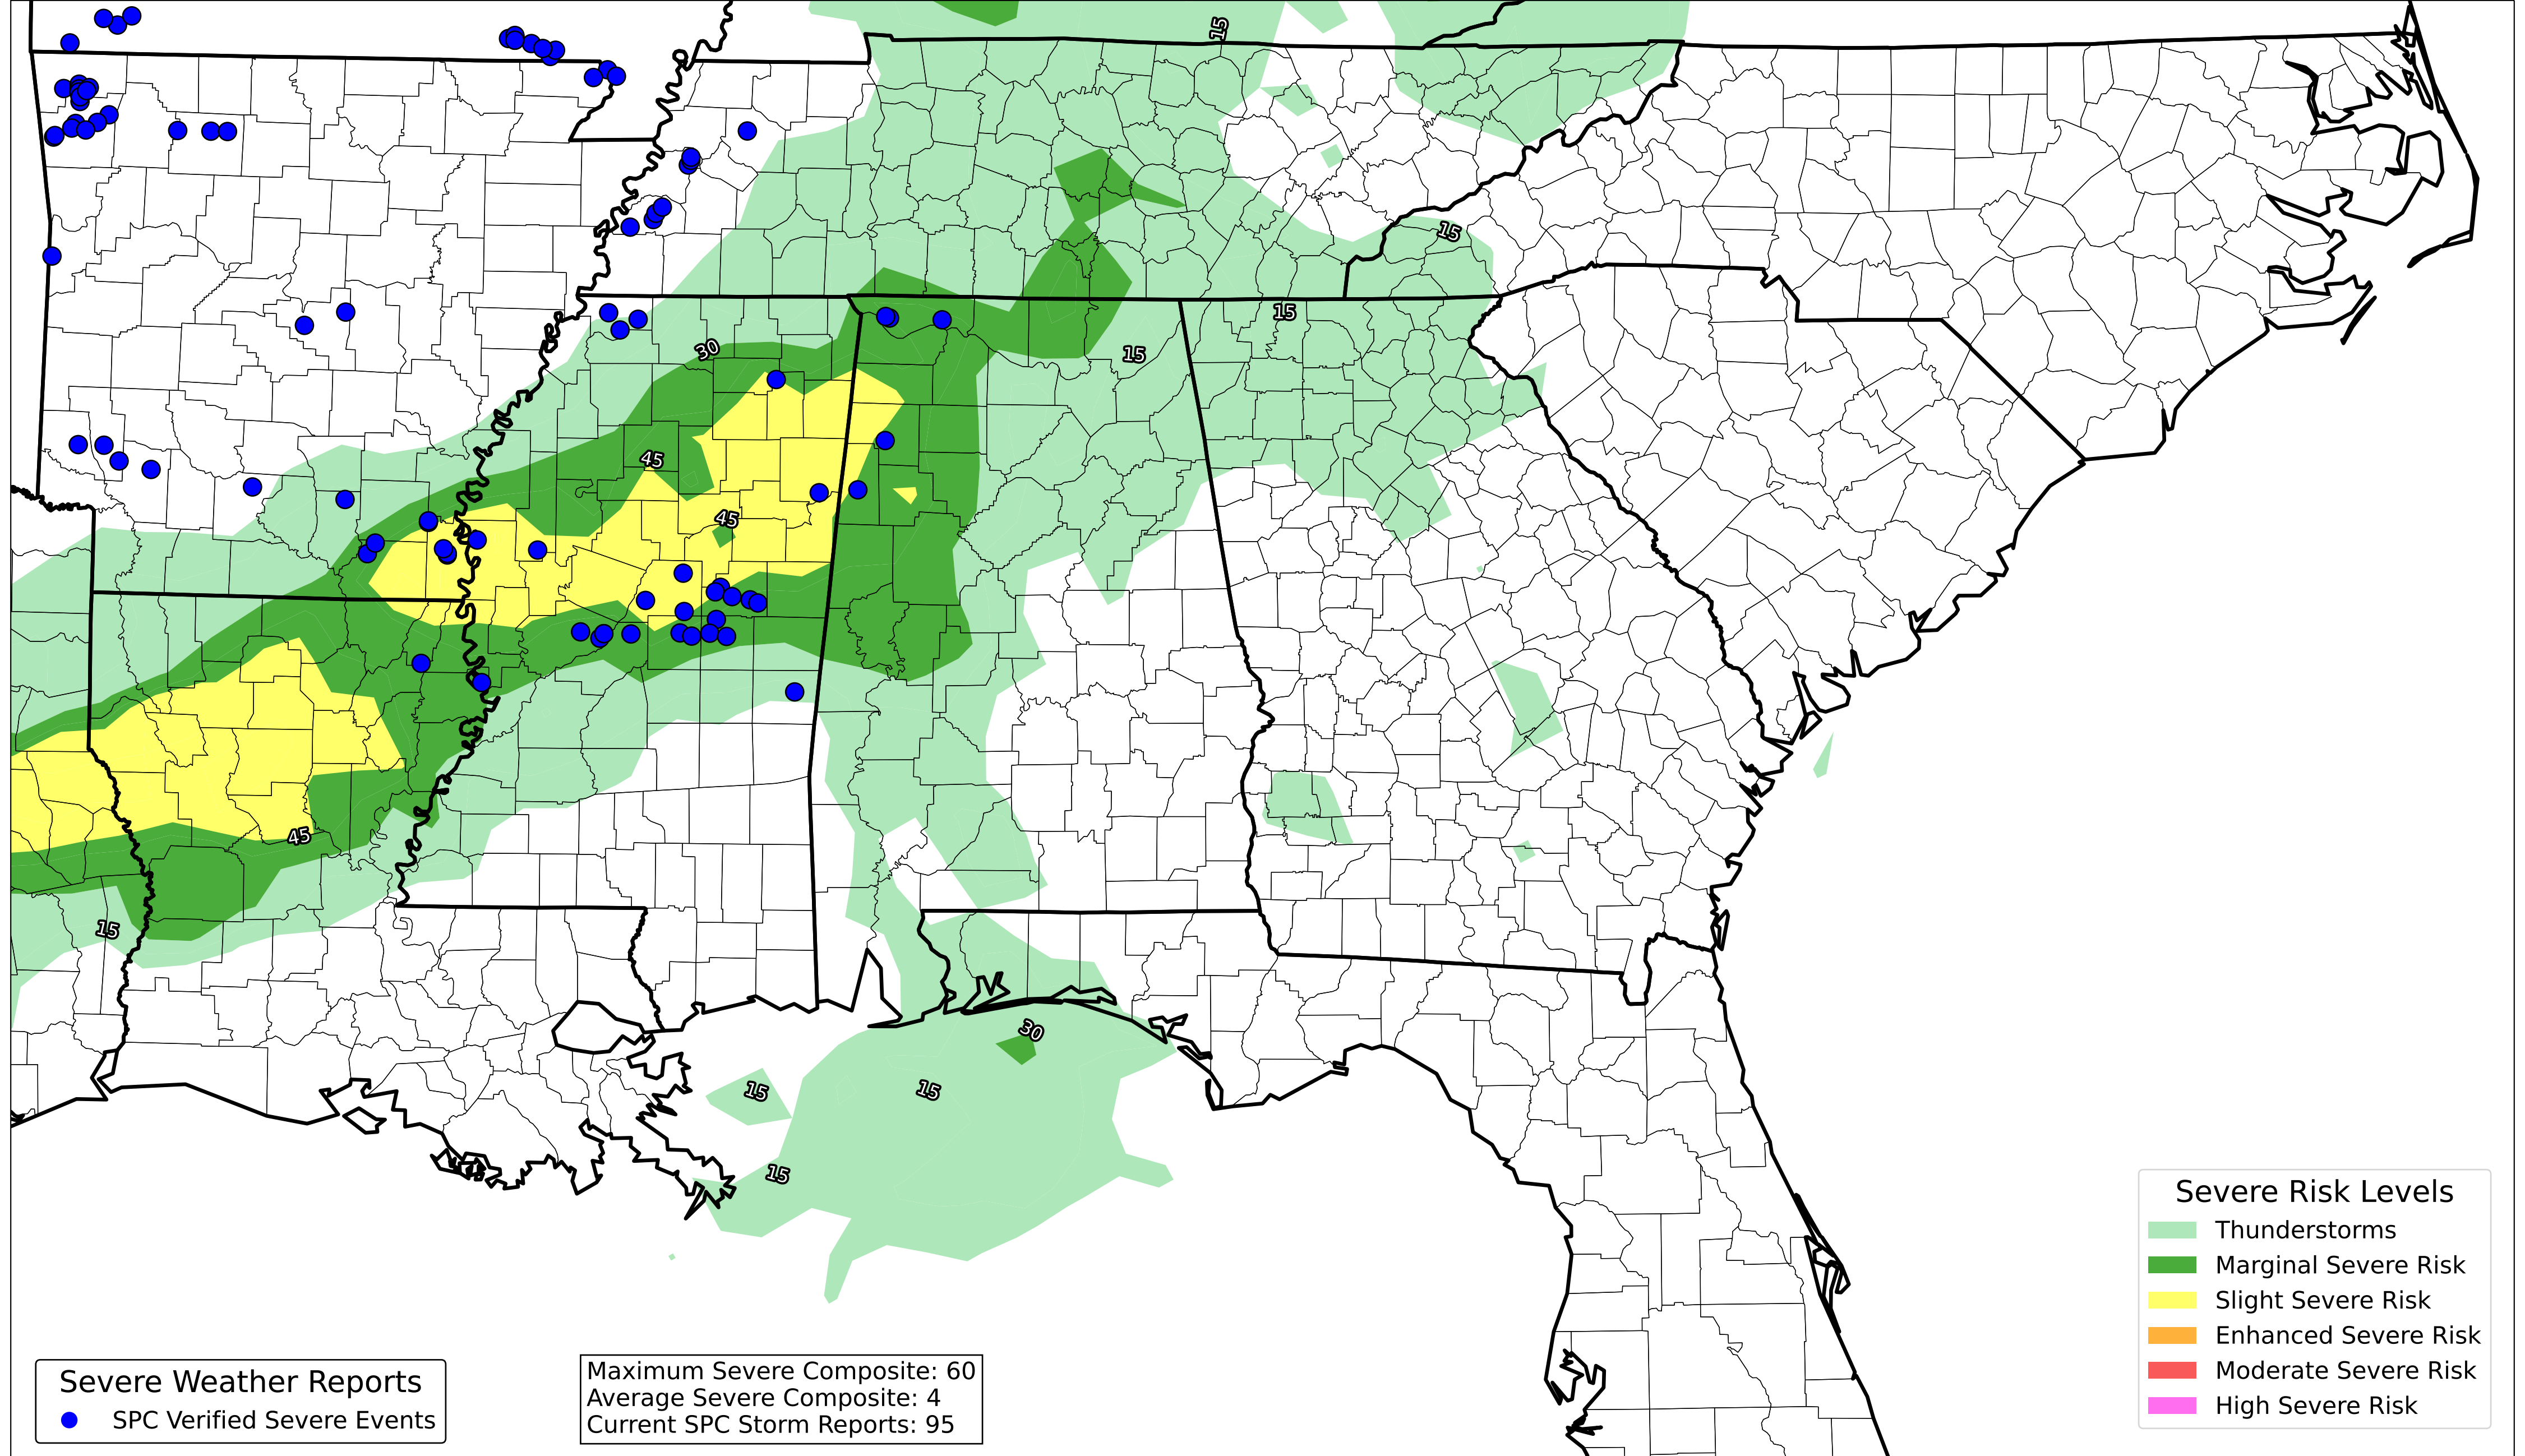 15
15
15
15
30
45
45
45
15
30
15
15
15
Severe Risk Levels
Thunderstorms
Marginal Severe Risk
Slight Severe Risk
Enhanced Severe Risk
Moderate Severe Risk
High Severe Risk
Severe Weather Reports
SPC Verified Severe Events
Maximum Severe Composite: 60
Average Severe Composite: 4
Current SPC Storm Reports: 95